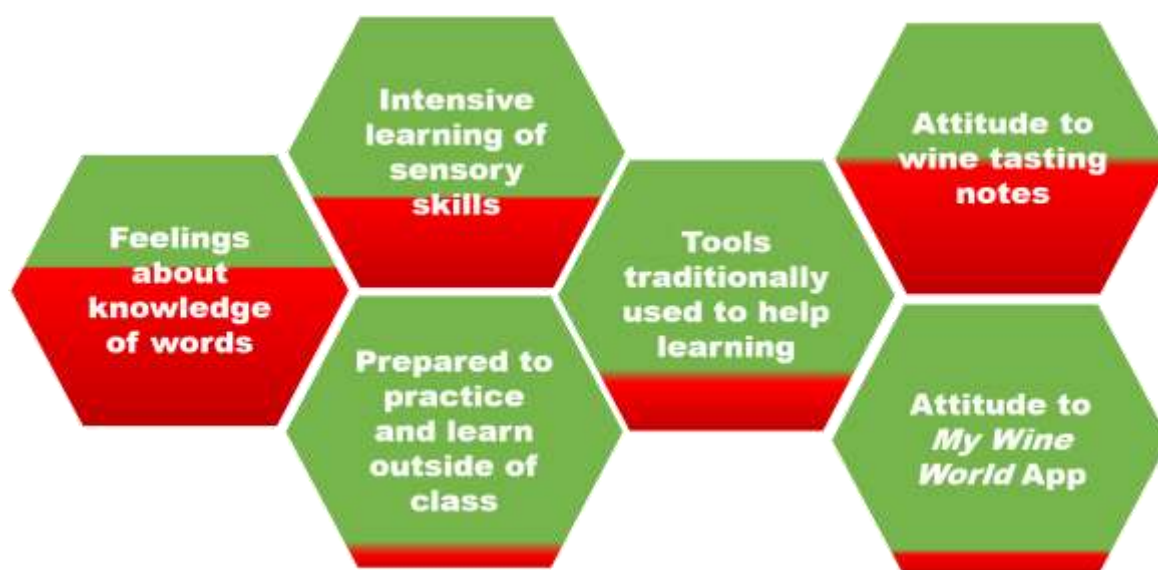 Feelings
about
knowledge
of words
Intensive
learning of
sensory
skills
Prepared to
practice
and learn
outside of
class
Tools
traditionally
used to help
learning
Attitude to
wine tasting
notes
Attitude to
My Wine
World App